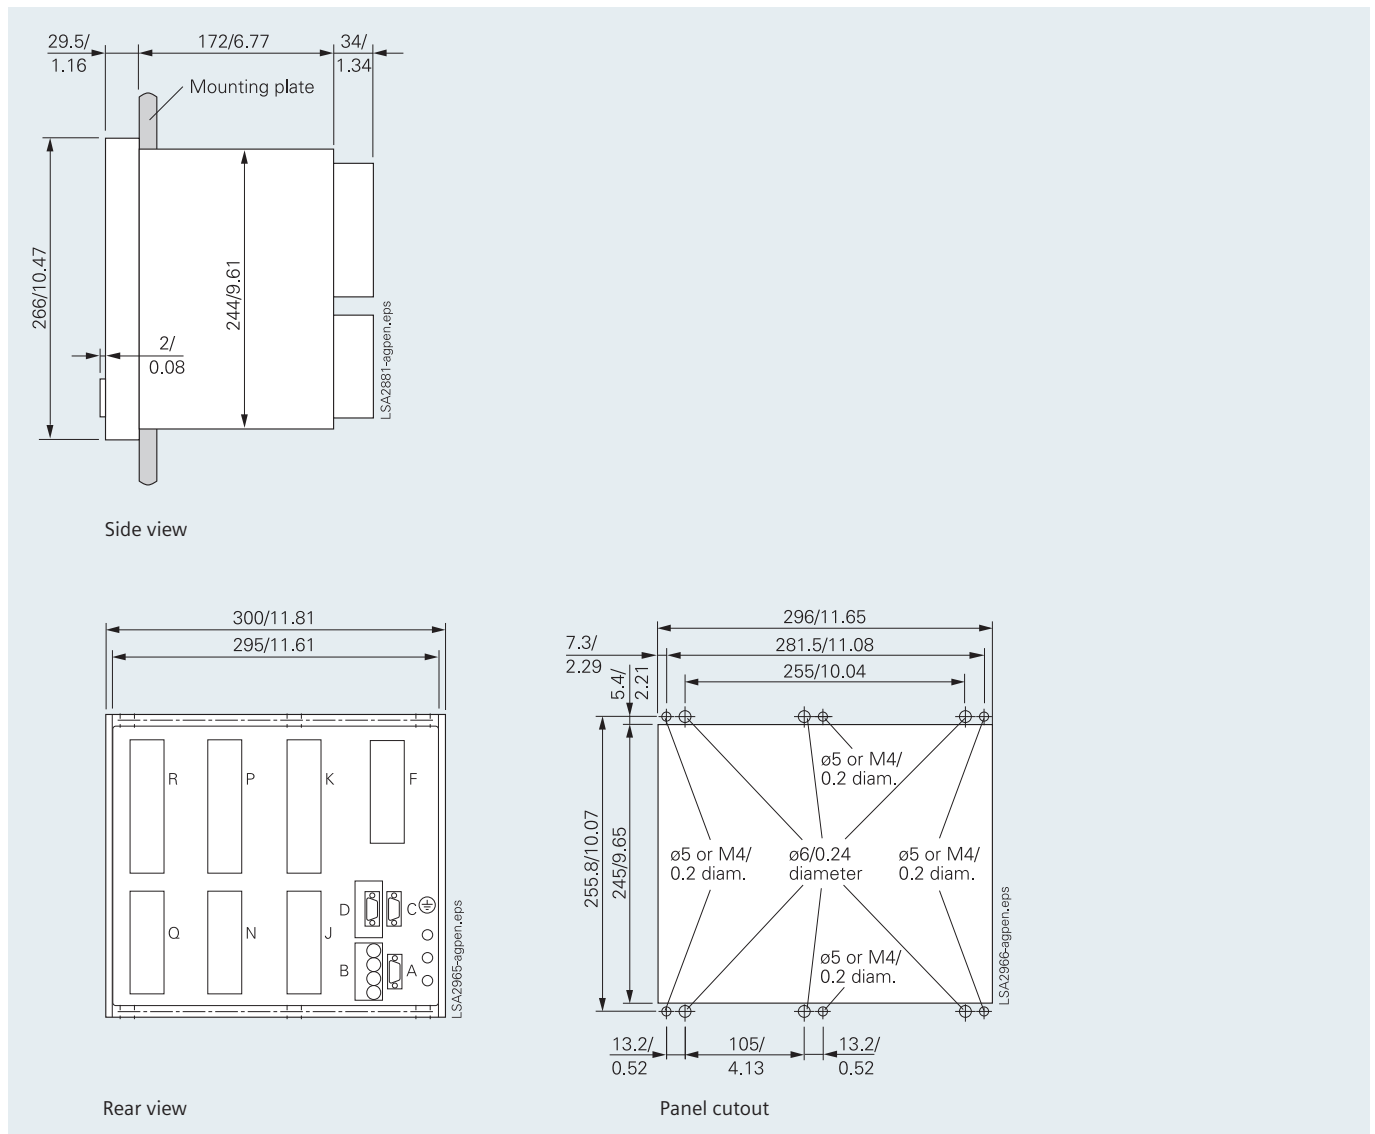 29.5/
1.16
172/6.77
34/
1.34
Mounting plate
266/10.47
244/9.61
2/
0.08
LSA2881-agpen.eps
Side view
300/11.81
295/11.61
R
P
K
F
Q
N
J
D
C
B
A
LSA2965-agpen.eps
Rear view
296/11.65
7.3/
2.29
281.5/11.08
5.4/
2.21
255/10.04
ø5 or M4/
0.2 diam.
255.8/10.07
245/9.65
ø5 or M4/
0.2 diam.
ø6/0.24
diameter
ø5 or M4/
0.2 diam.
ø5 or M4/
0.2 diam.
LSA2966-agpen.eps
13.2/
0.52
105/
4.13
13.2/
0.52
Panel cutout